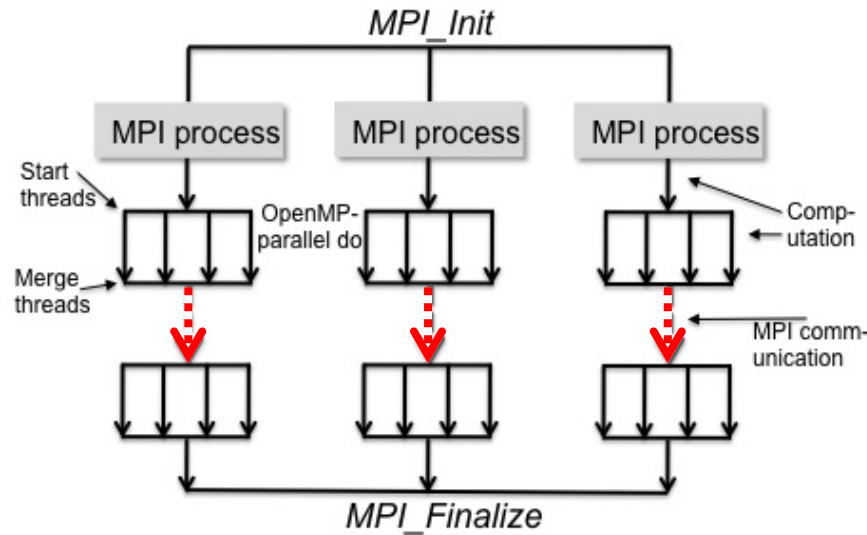 MPI_Init
MPI process
MPI process
MPI process
Start
threads
OpenMP-
parallel do
Comp-
utation
Merge
threads
MPI comm-
unication
MPI_Finalize